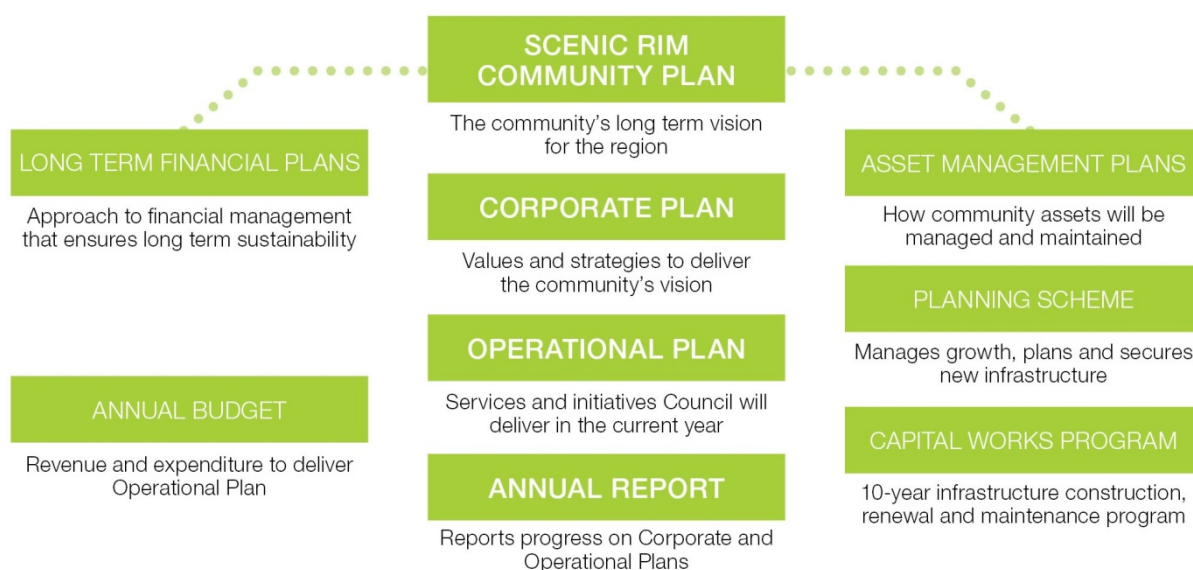 SCENIC RIM
COMMUNITY PLAN
The community's long term vision
for the region
LONG TERM FINANCIAL PLANS
Approach to financial management
that ensures long term sustainability
ANNUAL BUDGET
Revenue and expenditure to deliver
Operational Plan
CORPORATE PLAN
Values and strategies to deliver
the community's vision
OPERATIONAL PLAN
Services and initiatives Council will
deliver in the current year
ANNUAL REPORT
Reports progress on Corporate and
Operational Plans
ASSET MANAGEMENT PLANS
How community assets will be
managed and maintained
PLANNING SCHEME
Manages growth, plans and secures
new infrastructure
CAPITAL WORKS PROGRAM
10-year infrastructure construction,
renewal and maintenance program